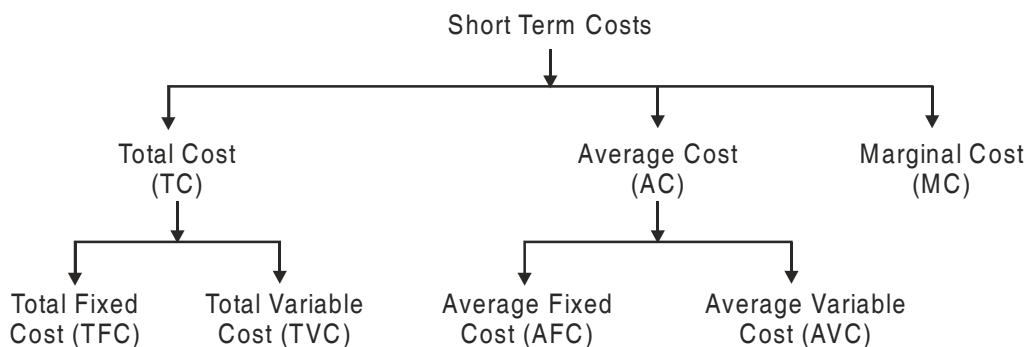 Short Term Costs
Total Cost
(TC)
Average Cost
(AC)
Marginal Cost
(MC)
Total Fixed
Cost (TFC)
Total Variable
Cost (TVC)
Average Fixed
Cost (AFC)
Average Variable
Cost (AVC)